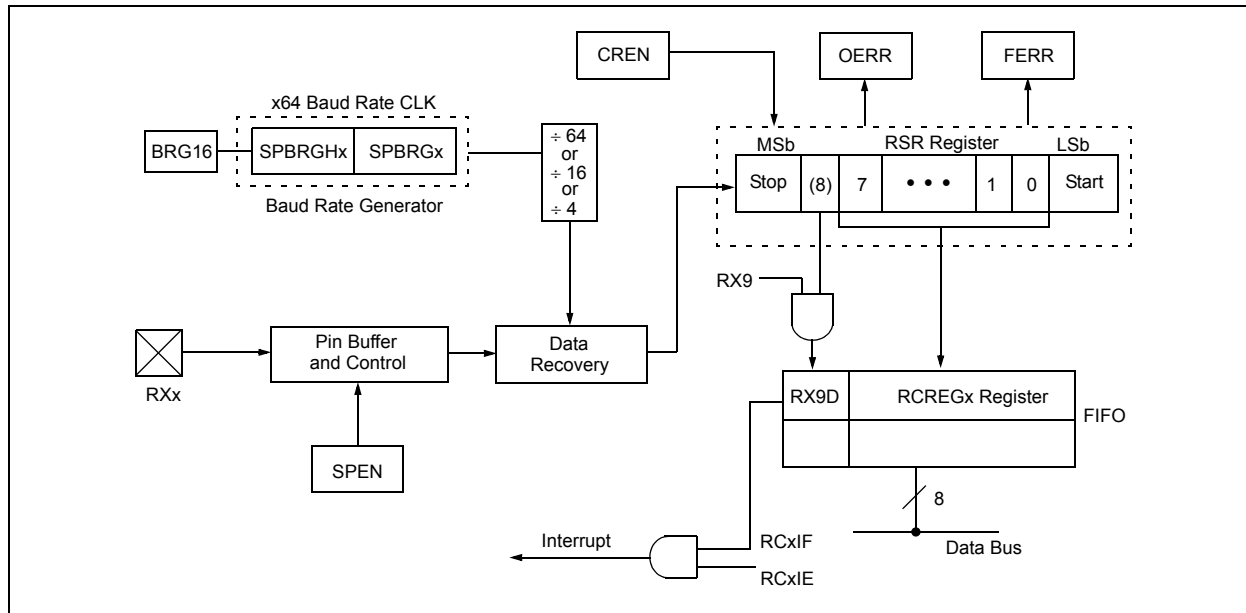 CREN
OERR
FERR
x64 Baud Rate CLK
BRG16
SPBRGHx
SPBRGx
Baud Rate Generator
÷ 64
or
÷ 16
or
÷ 4
MSb
RSR Register
LSb
Stop
(8)
7
• • •
1
0
Start
RX9
RXx
Pin Buffer
and Control
Data
Recovery
SPEN
RX9D
RCREGx Register
FIFO
8
Data Bus
Interrupt
RCxIF
RCxIE